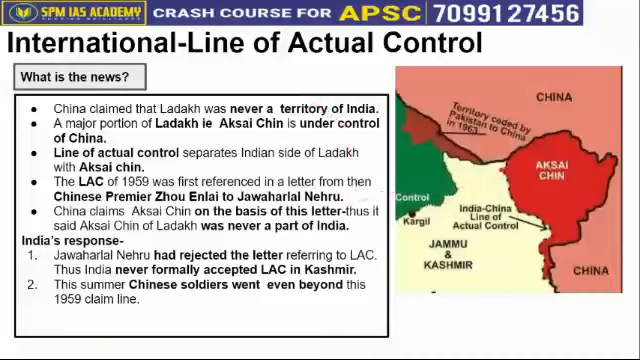 SPM IAS ACADEMY
CRASH COURSE FOR APSC 7099127456
International-Line of Actual Control
What is the news?
● China claimed that Ladakh was never a territory of India.
● A major portion of Ladakh ie Aksai Chin is under control
of China.
● Line of actual control separates Indian side of Ladakh
with Aksai chin.
● The LAC of 1959 was first referenced in a letter from then
Chinese Premier Zhou Enlai to Jawaharlal Nehru.
● China claims Aksai Chin on the basis of this letter-thus it
said Aksai Chin of Ladakh was never a part of India.
India's response-
1. Jawaharlal Nehru had rejected the letter referring to LAC.
Thus India never formally accepted LAC in Kashmir.
2. This summer Chinese soldiers went even beyond this
1959 claim line.
CHINA
Territory ceded by
Pakistan to China
in 1963
AKSAI
CHIN
Control
Kargil
India-China
Line of
Actual Control
JAMMU
& KASHMIR
CHINA